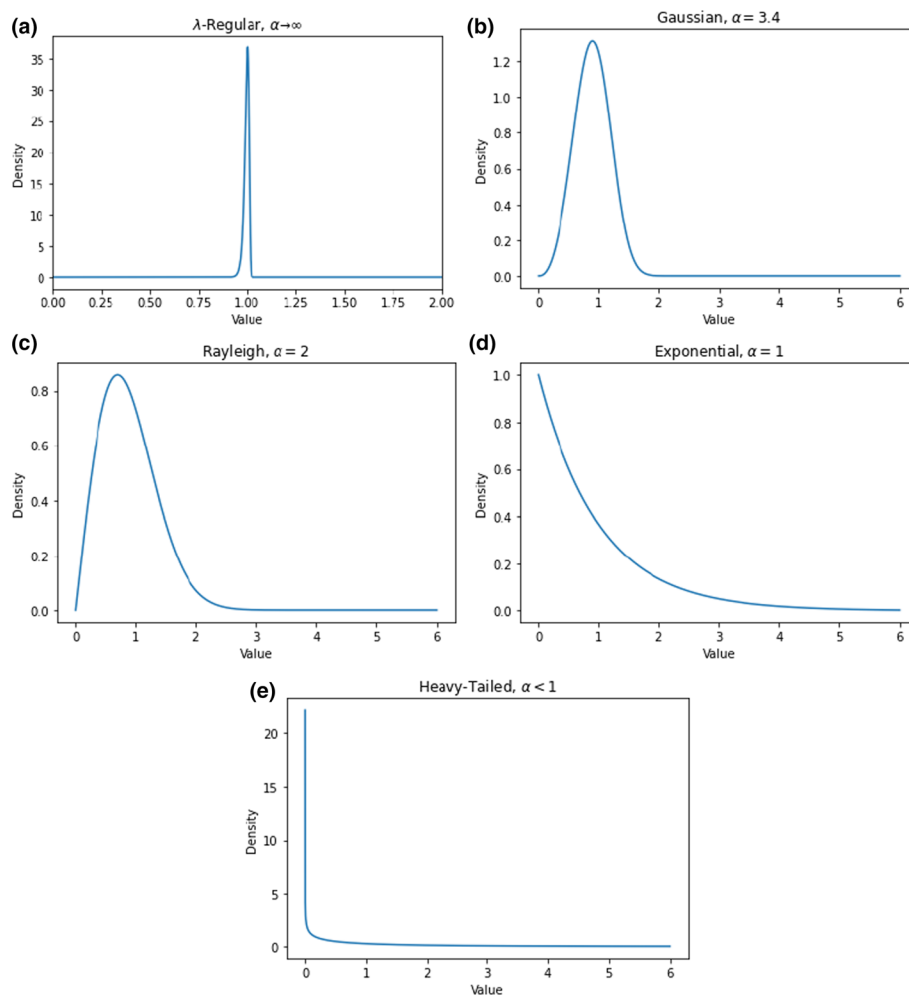 (a)
λ-Regular, α→∞
35
30
25
20
15
10
5
0
Density
0.00 0.25 0.50 0.75 1.00 1.25 1.50 1.75 2.00
Value
(b)
Gaussian, α = 3.4
1.2
1.0
0.8
0.6
0.4
0.2
0.0
Density
0 1 2 3 4 5 6
Value
(c)
Rayleigh, α = 2
0.8
0.6
0.4
0.2
0.0
Density
0 1 2 3 4 5 6
Value
(d)
Exponential, α = 1
1.0
0.8
0.6
0.4
0.2
0.0
Density
0 1 2 3 4 5 6
Value
(e)
Heavy-Tailed, α < 1
20
15
10
5
0
Density
0 1 2 3 4 5 6
Value